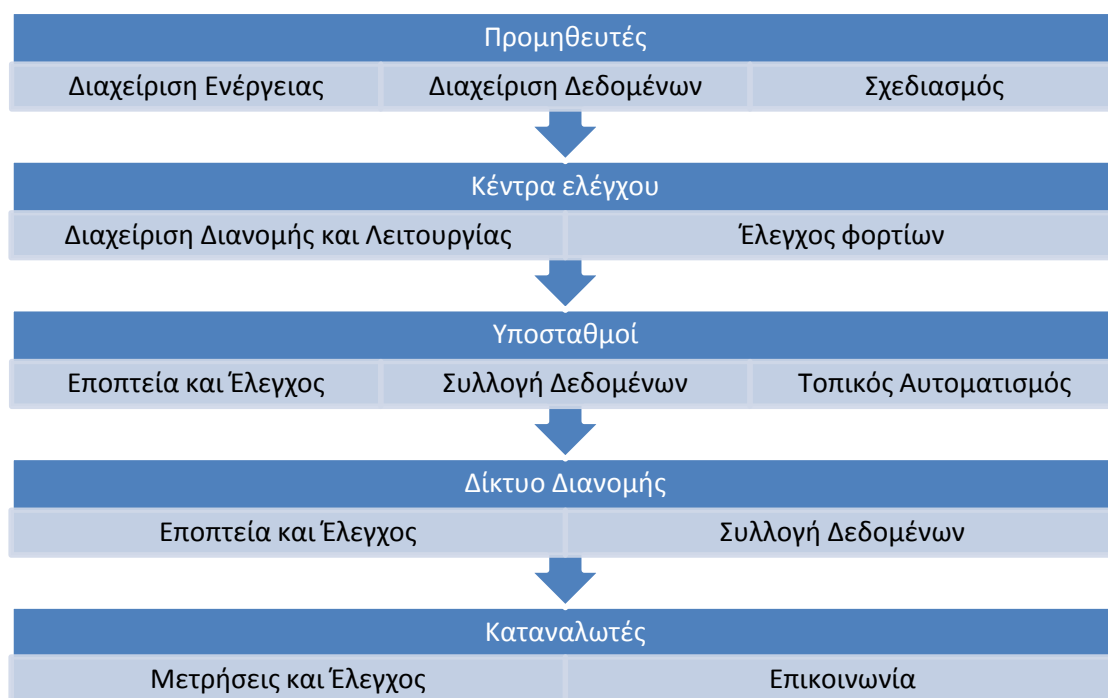 Προμηθευτές
Διαχείριση Ενέργειας Διαχείριση Δεδομένων Σχεδιασμός
Κέντρα ελέγχου
Διαχείριση Διανομής και Λειτουργίας Έλεγχος φορτίων
Υποσταθμοί
Εποπτεία και Έλεγχος Συλλογή Δεδομένων Τοπικός Αυτοματισμός
Δίκτυο Διανομής
Εποπτεία και Έλεγχος Συλλογή Δεδομένων
Καταναλωτές
Μετρήσεις και Έλεγχος Επικοινωνία